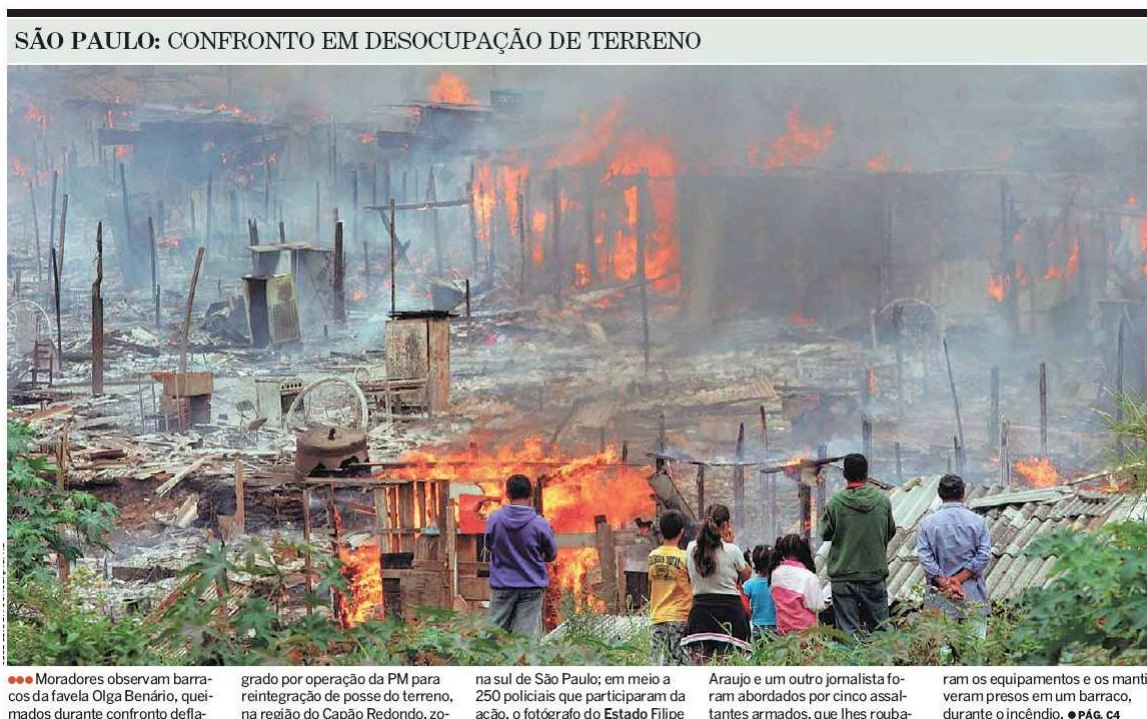 SÃO PAULO: CONFRONTO EM DESOCUPAÇÃO DE TERRENO
●●● Moradores observam barra-
cos da favela Olga Benário, quei-
mados durante confronto defla-
grado por operação da PM para
reintegração de posse do terreno,
na região do Capão Redondo, zo-
na sul de São Paulo; em meio a
250 policiais que participaram da
ação, o fotógrafo do Estado Filipe
Araujo e um outro jornalista fo-
ram abordados por cinco assal-
tantes armados, que lhes rouba-
ram os equipamentos e os manti
veram presos em um barraco,
durante o incêndio. ● PÁG. C4